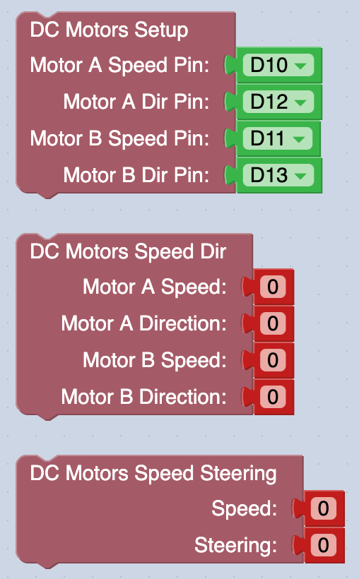 DC Motors Setup
Motor A Speed Pin: D10
Motor A Dir Pin: D12
Motor B Speed Pin: D11
Motor B Dir Pin: D13
DC Motors Speed Dir
Motor A Speed: 0
Motor A Direction: 0
Motor B Speed: 0
Motor B Direction: 0
DC Motors Speed Steering
Speed: 0
Steering: 0